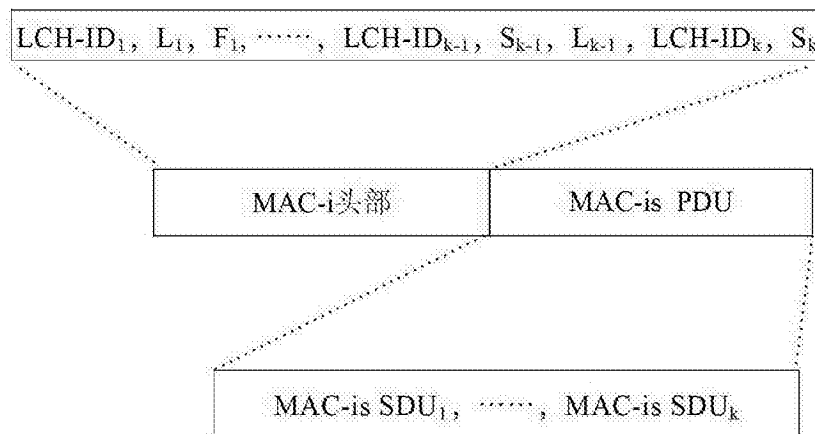 LCH-ID₁, L₁, F₁, ……, LCH-IDₖ₋₁, Sₖ₋₁, Lₖ₋₁, LCH-IDₖ, Sₖ
MAC-i头部 MAC-is PDU
MAC-is SDU₁, ……, MAC-is SDUₖ